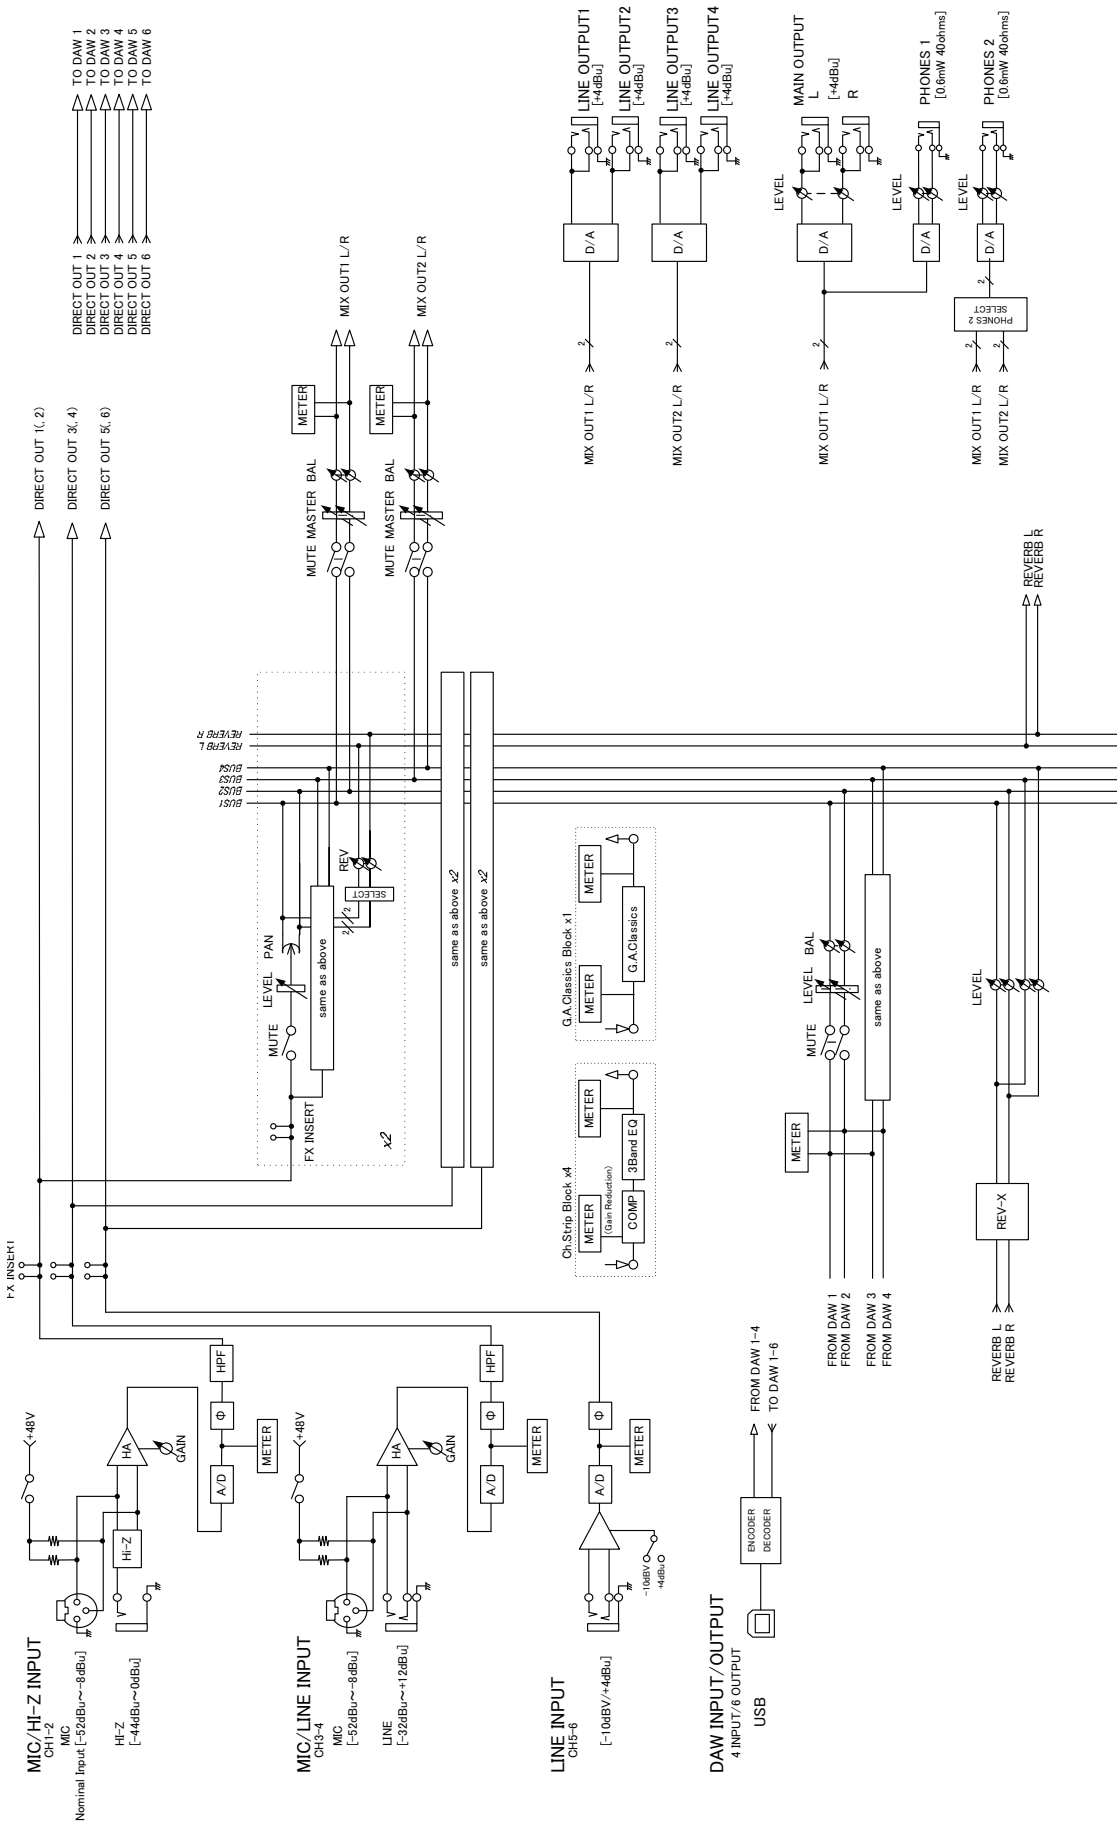 MIC/HI-Z INPUT
CH1-2
MIC
Nominal Input [-52dBu~-8dBu]
HI-Z
[-44dBu~0dBu]
+48V
Hi-Z
HA
GAIN
A/D
METER
Φ
HPF
FX INSERT
DIRECT OUT 1(, 2)
DIRECT OUT 3(, 4)
DIRECT OUT 5(, 6)
DIRECT OUT 1
DIRECT OUT 2
DIRECT OUT 3
DIRECT OUT 4
DIRECT OUT 5
DIRECT OUT 6
TO DAW 1
TO DAW 2
TO DAW 3
TO DAW 4
TO DAW 5
TO DAW 6
MIC/LINE INPUT
CH3-4
MIC
[-52dBu~-8dBu]
LINE
[-32dBu~+12dBu]
+48V
HA
GAIN
A/D
METER
Φ
HPF
LINE INPUT
CH5-6
[-10dBV/+4dBu]
-10dBV
+4dBu
A/D
METER
Φ
FX INSERT
x2
MUTE
LEVEL
PAN
same as above
SELECT
REV
2
2
BUS1
BUS2
BUS3
BUS4
REVERB L
REVERB R
same as above x2
same as above x2
MUTE MASTER BAL
METER
MIX OUT1 L/R
MUTE MASTER BAL
METER
MIX OUT2 L/R
Ch.Strip Block x4
METER
(Gain Reduction)
COMP
3Band EQ
METER
G.A.Classics Block x1
METER
G.A.Classics
METER
DAW INPUT/OUTPUT
4 INPUT/6 OUTPUT
USB
ENCODER
DECODER
FROM DAW 1-4
TO DAW 1-6
FROM DAW 1
FROM DAW 2
FROM DAW 3
FROM DAW 4
METER
MUTE
LEVEL
BAL
same as above
REVERB L
REVERB R
REV-X
LEVEL
REVERB L
REVERB R
MIX OUT1 L/R
2
D/A
LINE OUTPUT1
[+4dBu]
LINE OUTPUT2
[+4dBu]
MIX OUT2 L/R
2
D/A
LINE OUTPUT3
[+4dBu]
LINE OUTPUT4
[+4dBu]
MIX OUT1 L/R
2
D/A
LEVEL
MAIN OUTPUT
L
[+4dBu]
R
D/A
LEVEL
PHONES 1
[0.6mW 40ohms]
MIX OUT1 L/R
MIX OUT2 L/R
2
2
PHONES 2
SELECT
2
D/A
LEVEL
PHONES 2
[0.6mW 40ohms]